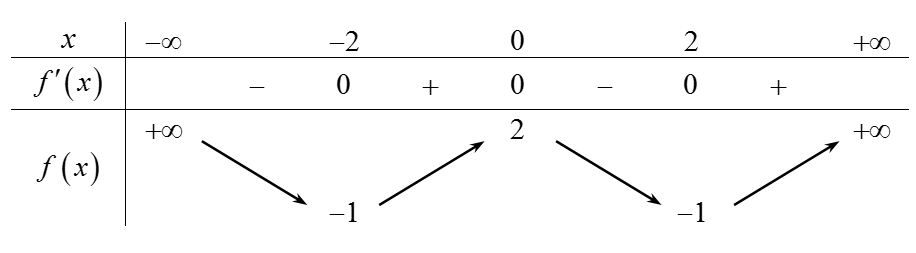 x −∞ −2 0 2 +∞
f′(x) − 0 + 0 − 0 +
+∞ 2 +∞
f(x)
−1 −1